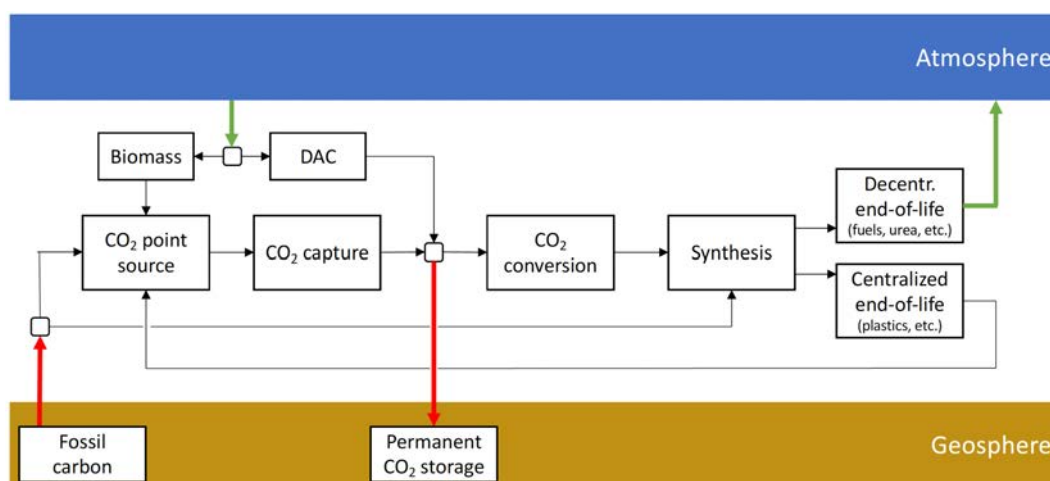 Atmosphere
Biomass
DAC
Decentr.
end-of-life
(fuels, urea, etc.)
CO₂ point
source
CO₂ capture
CO₂
conversion
Synthesis
Centralized
end-of-life
(plastics, etc.)
Fossil
carbon
Permanent
CO₂ storage
Geosphere